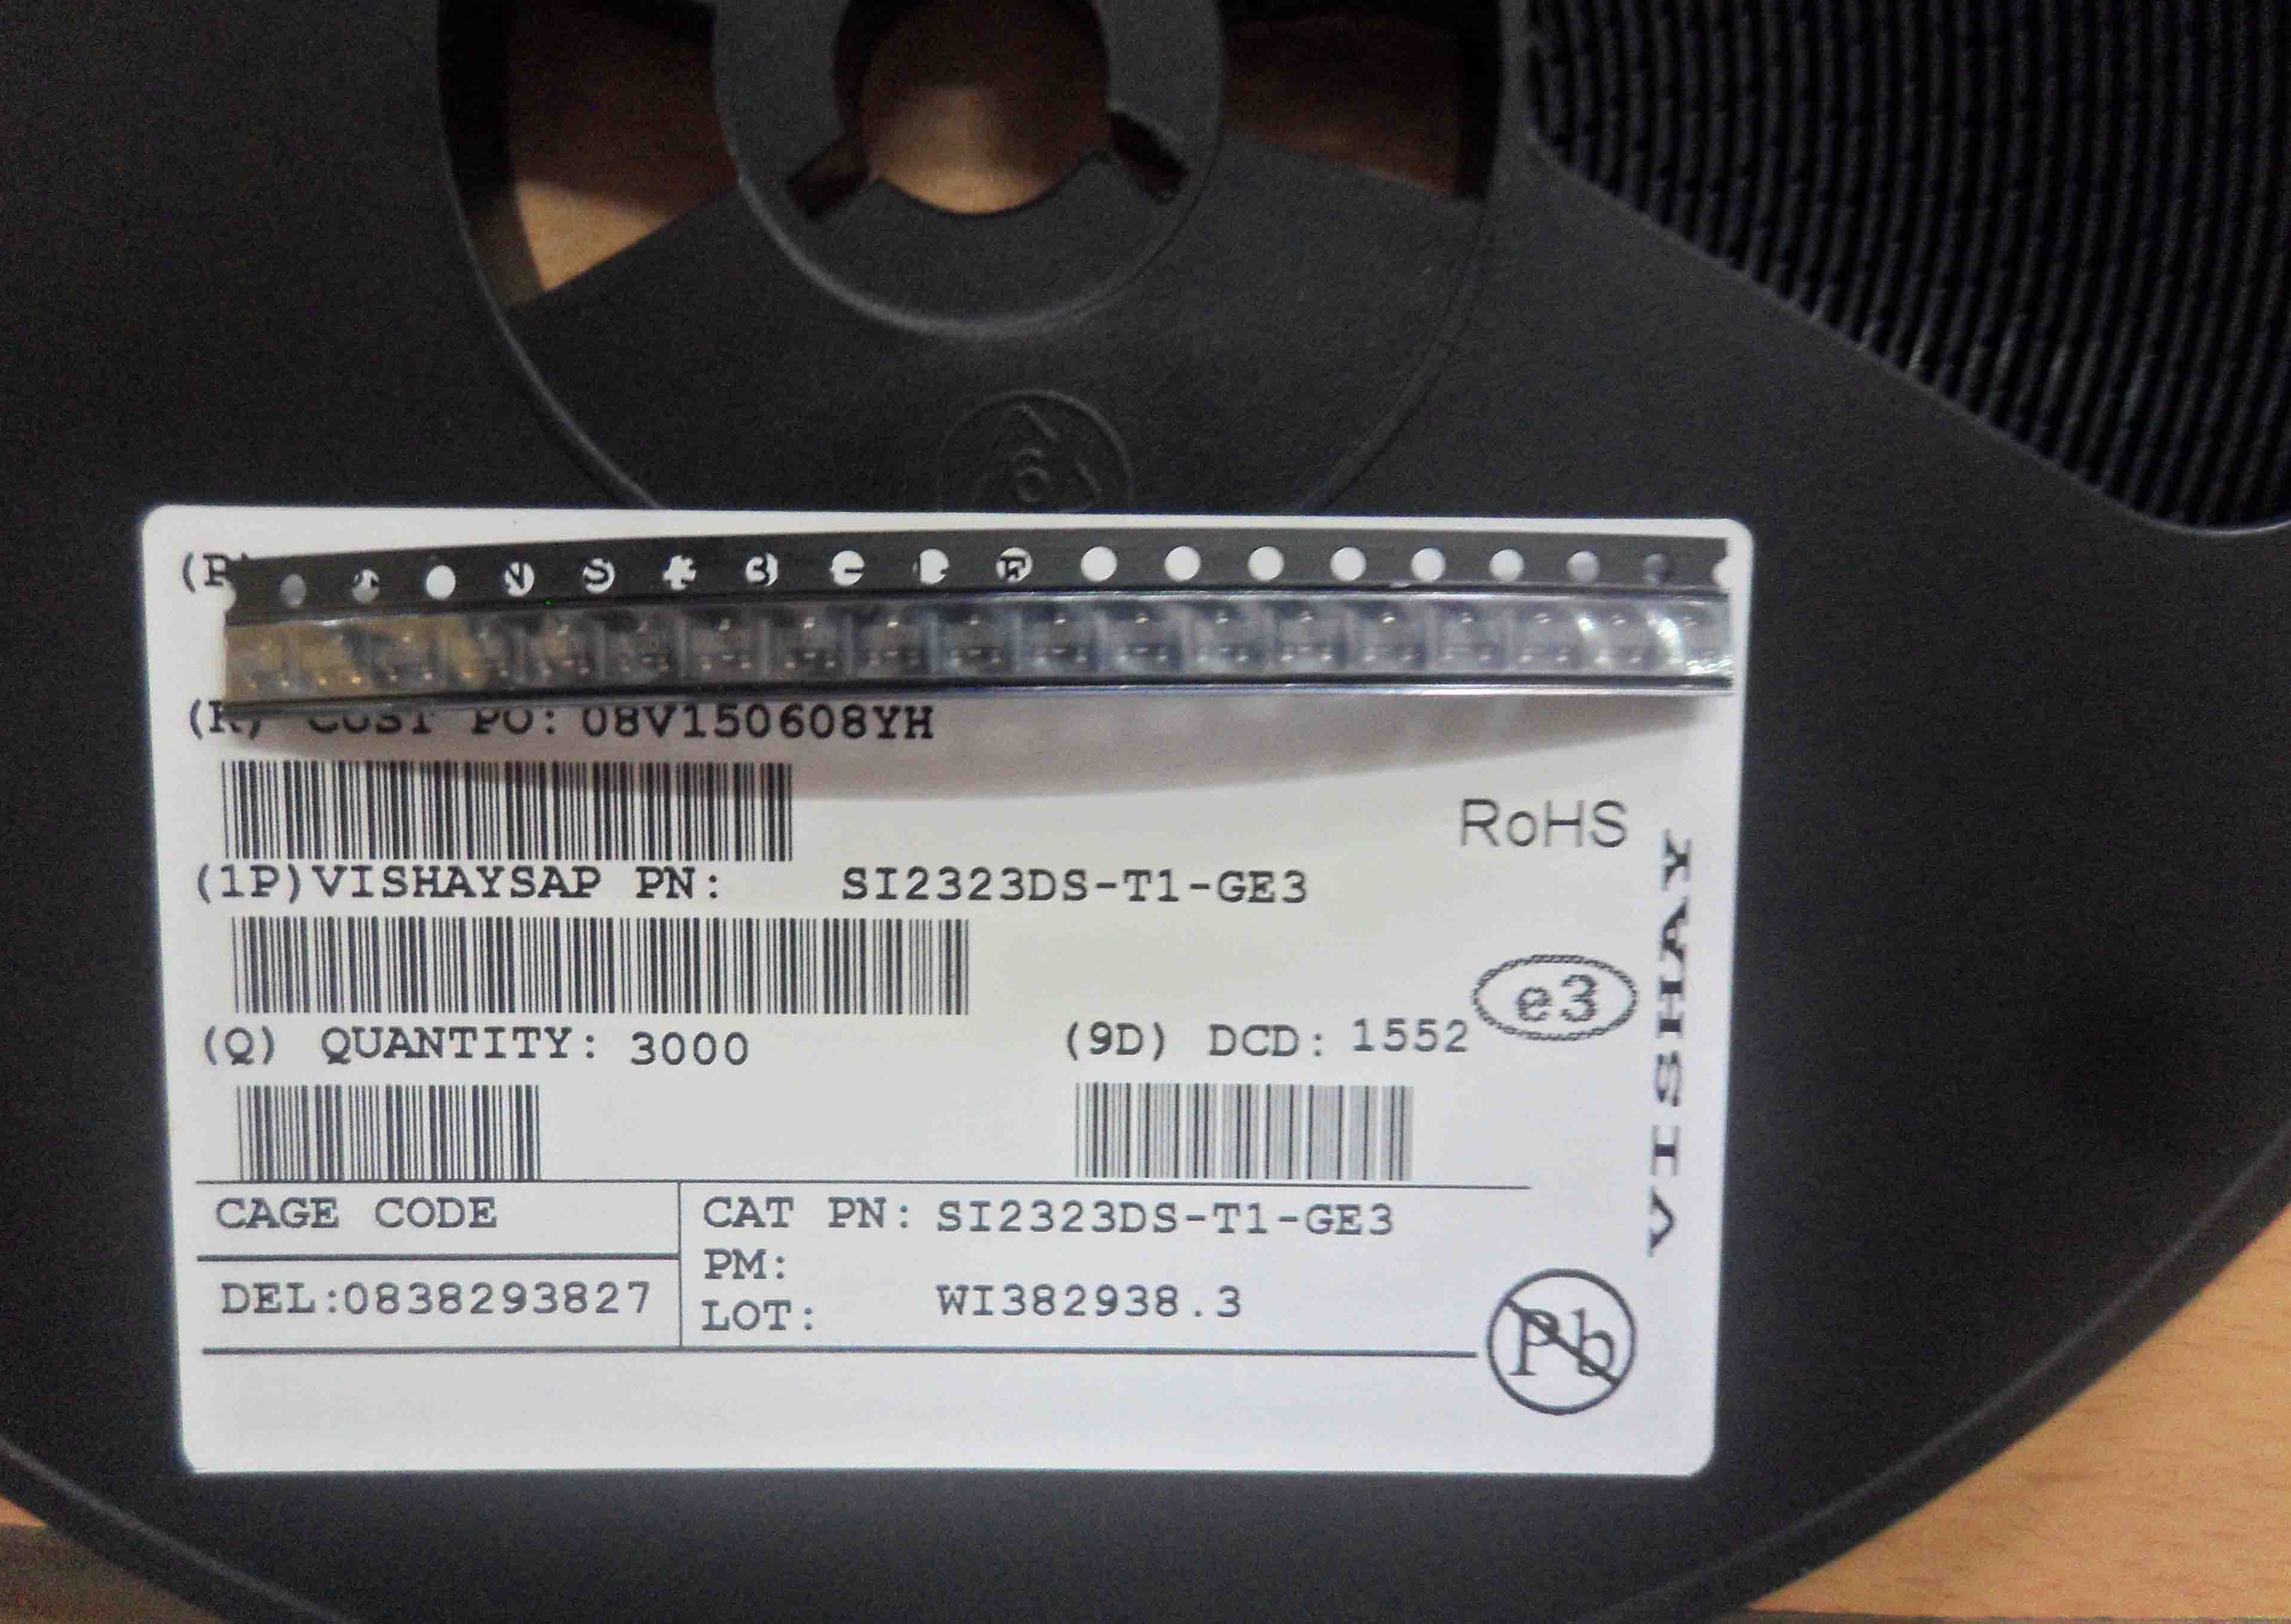 (P
(R) CUST PO: 08V150608YH
RoHS
(1P)VISHAYSAP PN: SI2323DS-T1-GE3
e3
VISHAY
(Q) QUANTITY: 3000 (9D) DCD: 1552
CAGE CODE
DEL:0838293827
CAT PN: SI2323DS-T1-GE3
PM:
LOT: WI382938.3
Pb